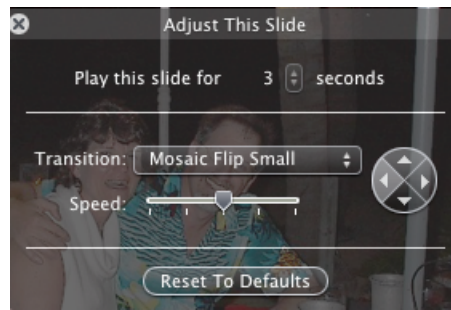 Adjust This Slide
Play this slide for 3 seconds
Transition: Mosaic Flip Small
Speed:
Reset To Defaults